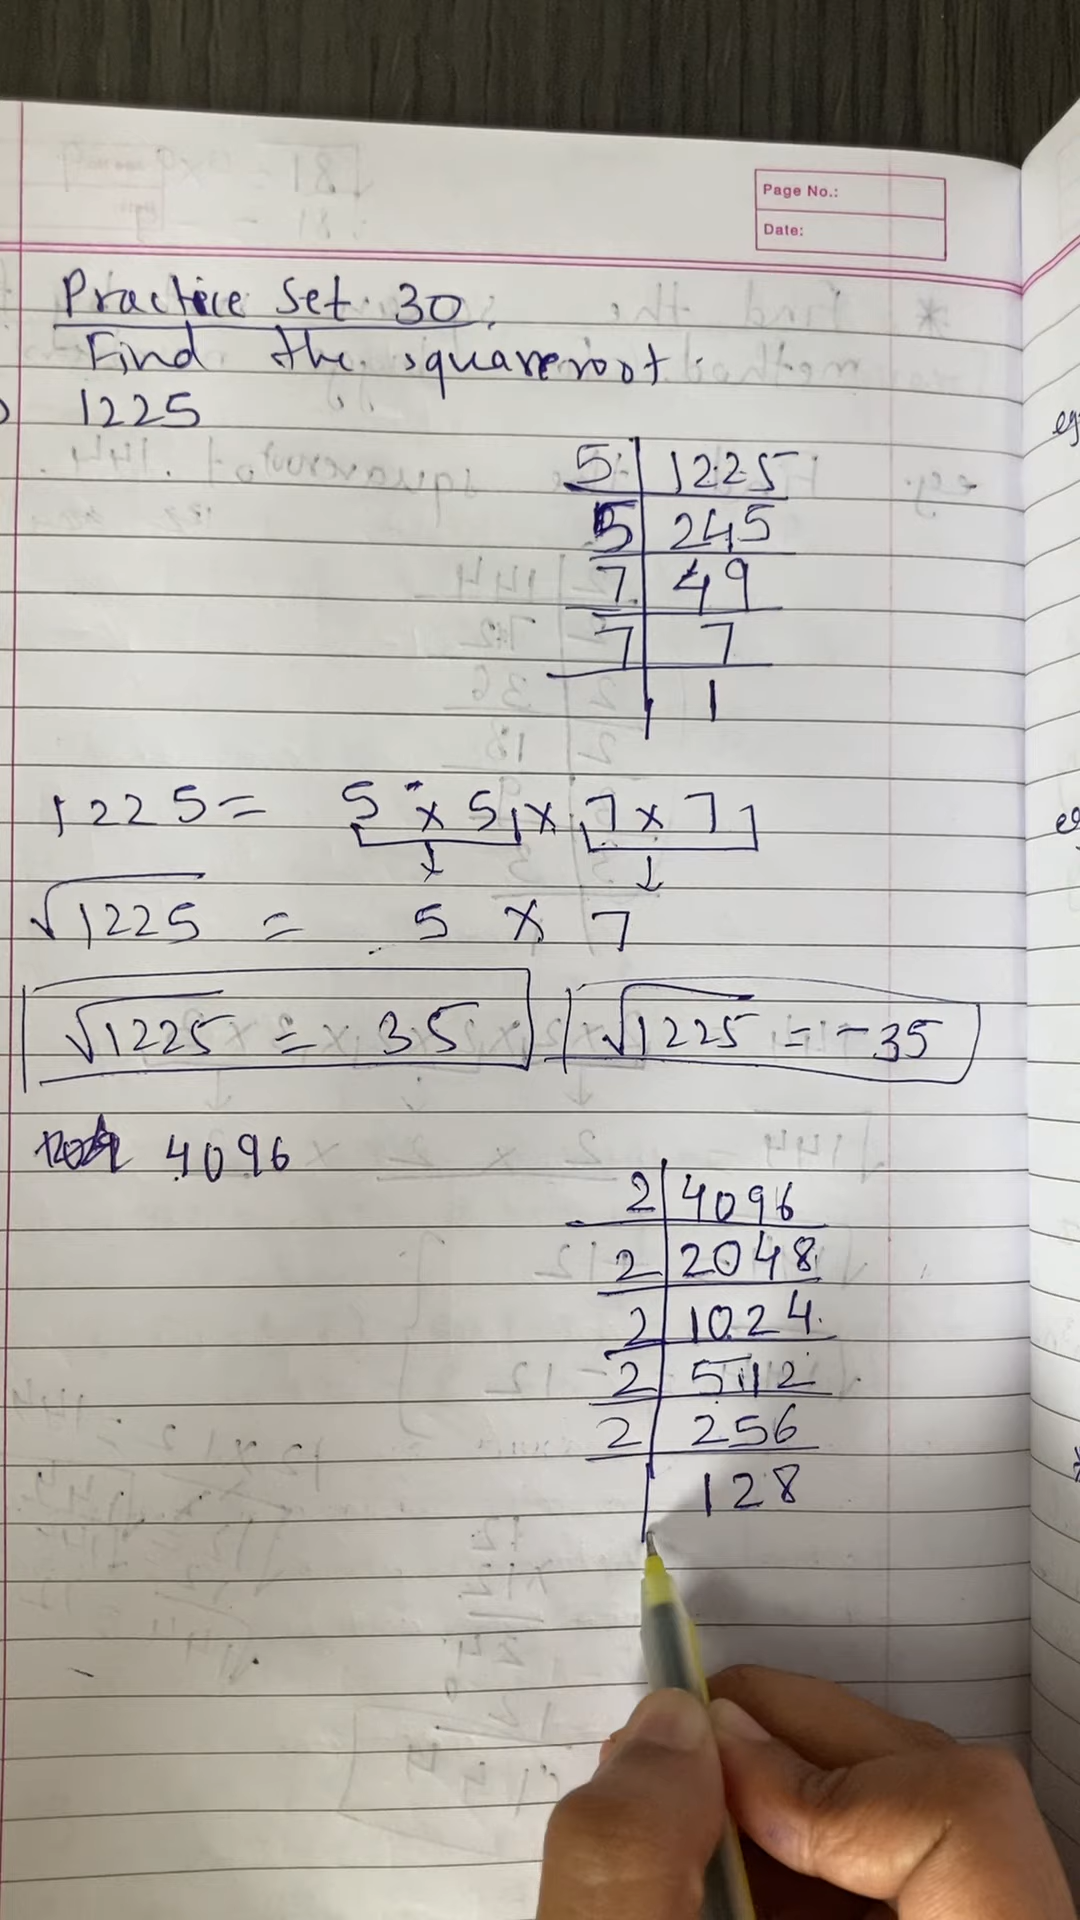 Page No.:
Date:
Practice Set 30
Find the squareroot.
1225
5 | 1225
5 | 245
7 | 49
7 | 7
1
1225 = 5 × 5 × 7 × 7
√1225 = 5 × 7
√1225 = 35 √1225 = -35
4096
2 | 4096
2 | 2048
2 | 1024
2 | 512
2 | 256
128